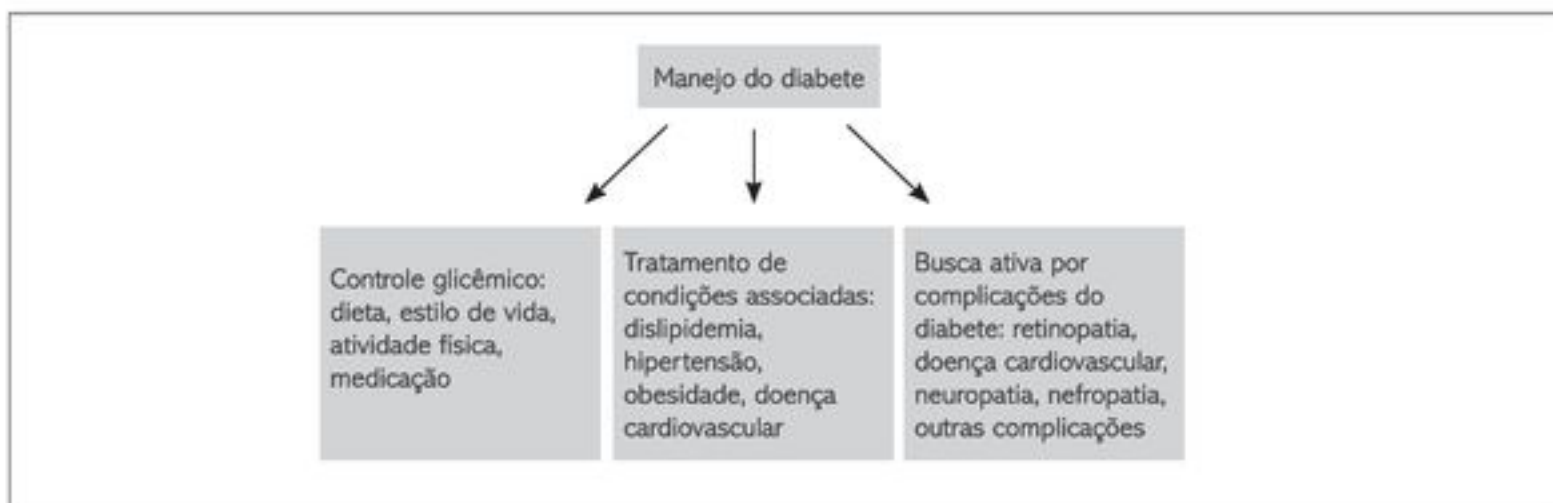 Manejo do diabete
Controle glicêmico:
dieta, estilo de vida,
atividade física,
medicação
Tratamento de
condições associadas:
dislipidemia,
hipertensão,
obesidade, doença
cardiovascular
Busca ativa por
complicações do
diabete: retinopatia,
doença cardiovascular,
neuropatia, nefropatia,
outras complicações